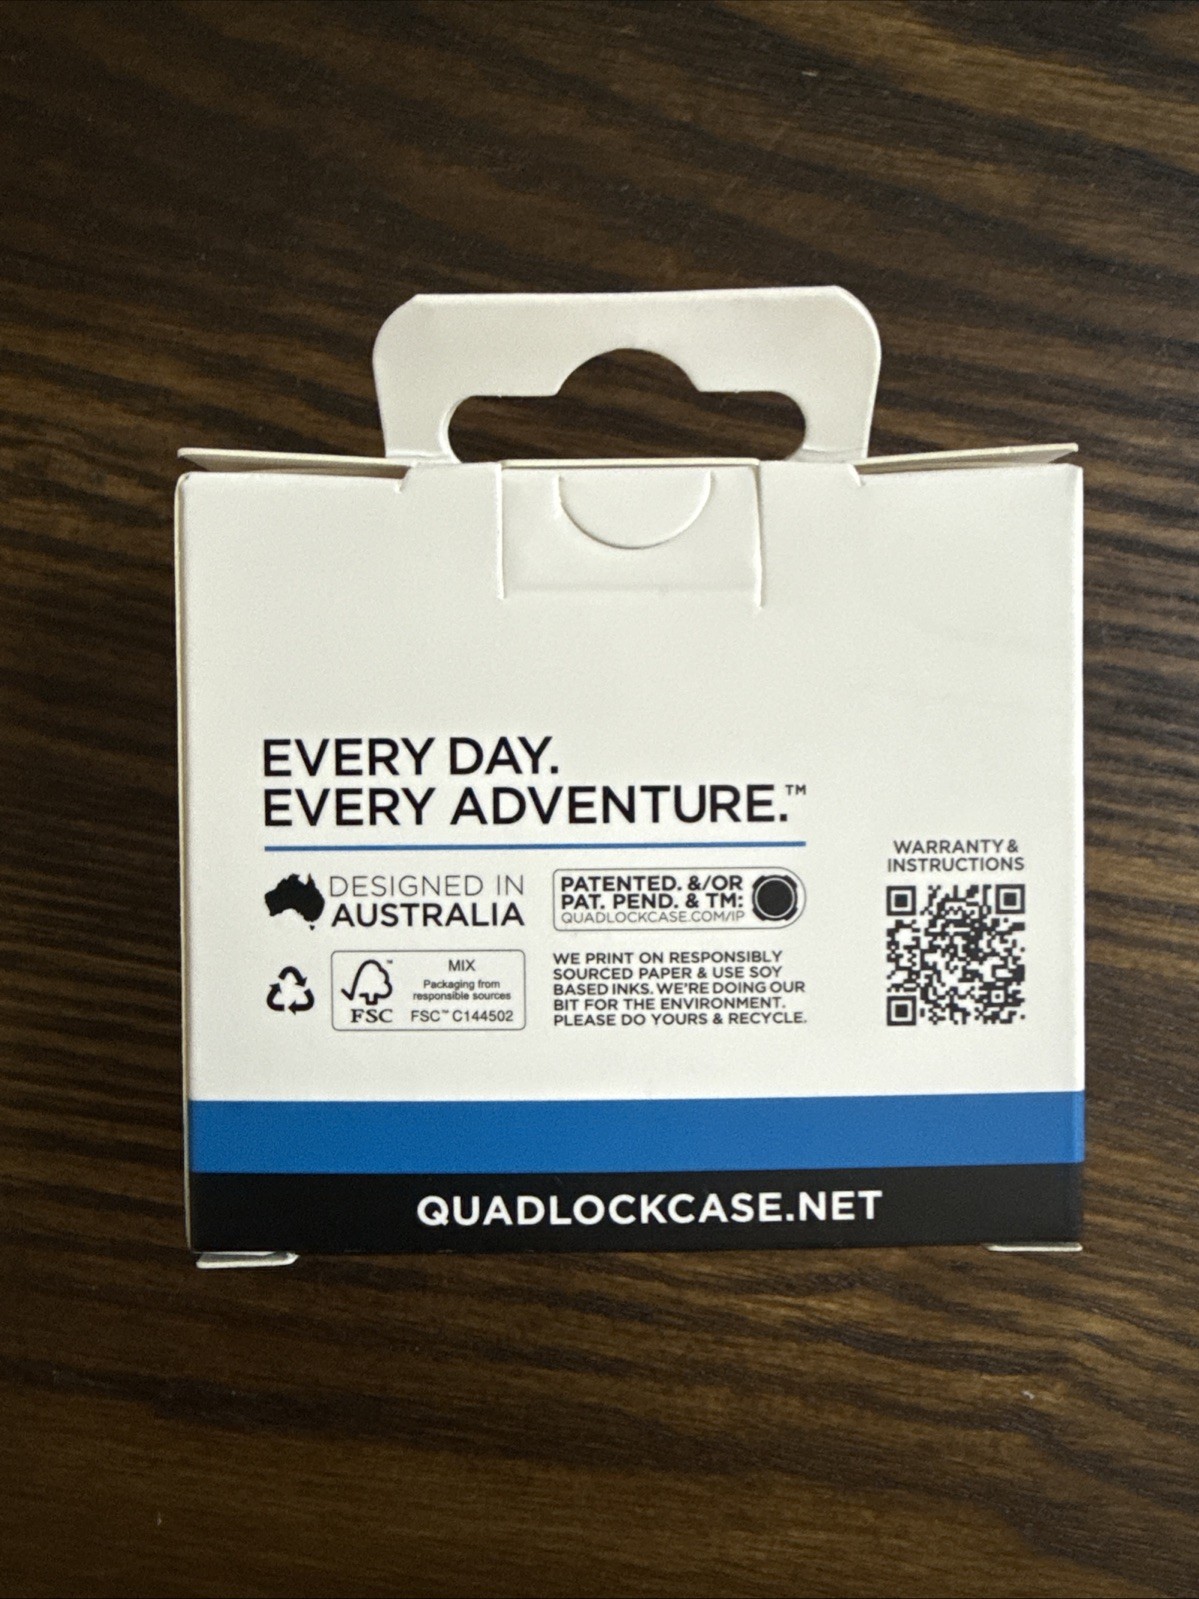 EVERY DAY.
EVERY ADVENTURE.™
DESIGNED IN
AUSTRALIA
PATENTED. &/OR
PAT. PEND. & TM:
QUADLOCKCASE.COM/IP
WARRANTY &
INSTRUCTIONS
FSC
MIX
Packaging from
responsible sources
FSC™ C144502
WE PRINT ON RESPONSIBLY
SOURCED PAPER & USE SOY
BASED INKS. WE'RE DOING OUR
BIT FOR THE ENVIRONMENT.
PLEASE DO YOURS & RECYCLE.
QUADLOCKCASE.NET